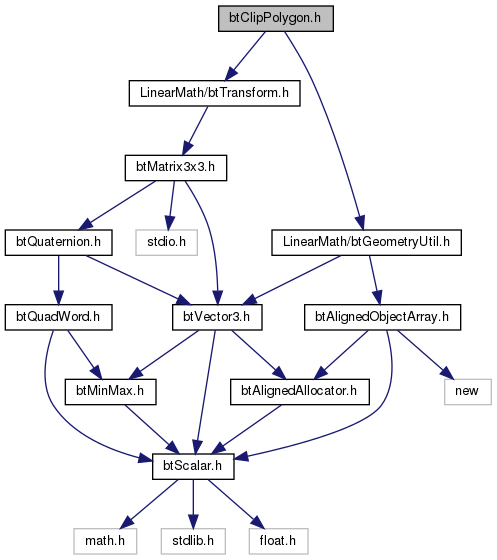 btClipPolygon.h
LinearMath/btTransform.h
btMatrix3x3.h
btQuaternion.h
stdio.h
LinearMath/btGeometryUtil.h
btQuadWord.h
btVector3.h
btAlignedObjectArray.h
btMinMax.h
btAlignedAllocator.h
new
btScalar.h
math.h
stdlib.h
float.h